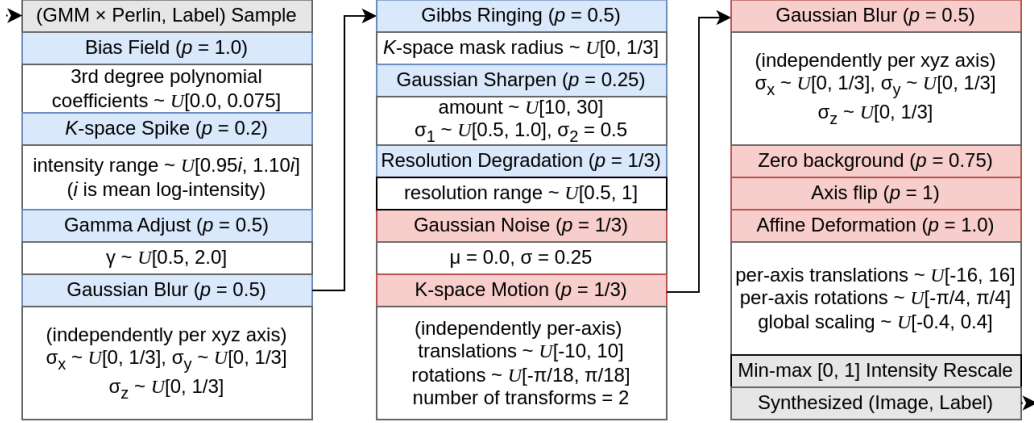 (GMM × Perlin, Label) Sample
Bias Field (p = 1.0)
3rd degree polynomial
coefficients ~ U[0.0, 0.075]
K-space Spike (p = 0.2)
intensity range ~ U[0.95i, 1.10i]
(i is mean log-intensity)
Gamma Adjust (p = 0.5)
γ ~ U[0.5, 2.0]
Gaussian Blur (p = 0.5)
(independently per xyz axis)
σx ~ U[0, 1/3], σy ~ U[0, 1/3]
σz ~ U[0, 1/3]
Gibbs Ringing (p = 0.5)
K-space mask radius ~ U[0, 1/3]
Gaussian Sharpen (p = 0.25)
amount ~ U[10, 30]
σ1 ~ U[0.5, 1.0], σ2 = 0.5
Resolution Degradation (p = 1/3)
resolution range ~ U[0.5, 1]
Gaussian Noise (p = 1/3)
μ = 0.0, σ = 0.25
K-space Motion (p = 1/3)
(independently per-axis)
translations ~ U[-10, 10]
rotations ~ U[-π/18, π/18]
number of transforms = 2
Gaussian Blur (p = 0.5)
(independently per xyz axis)
σx ~ U[0, 1/3], σy ~ U[0, 1/3]
σz ~ U[0, 1/3]
Zero background (p = 0.75)
Axis flip (p = 1)
Affine Deformation (p = 1.0)
per-axis translations ~ U[-16, 16]
per-axis rotations ~ U[-π/4, π/4]
global scaling ~ U[-0.4, 0.4]
Min-max [0, 1] Intensity Rescale
Synthesized (Image, Label)